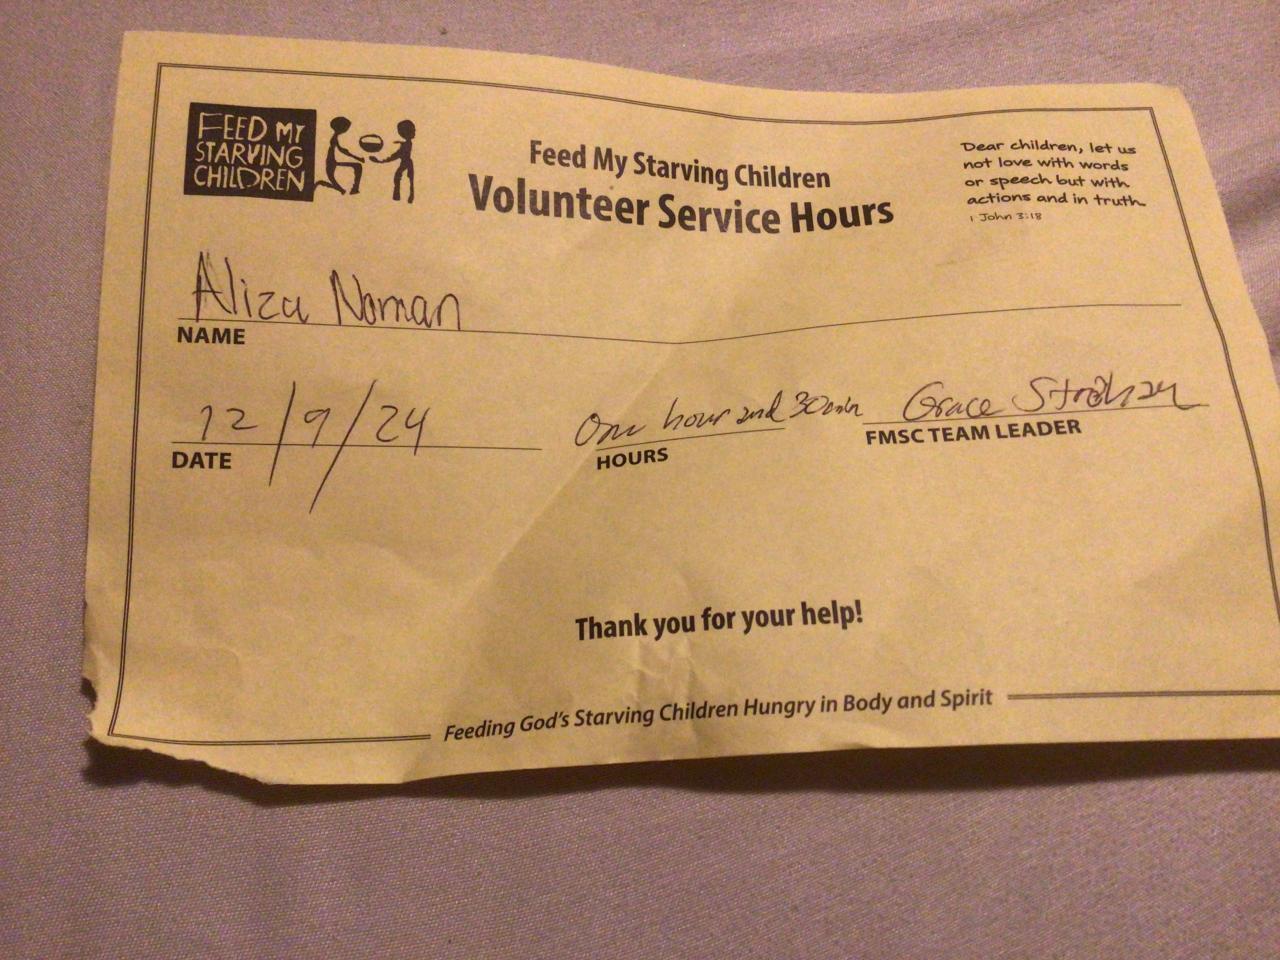 FEED MY
STARVING
CHILDREN
Feed My Starving Children
Volunteer Service Hours
Dear children, let us
not love with words
or speech but with
actions and in truth.
1 John 3:18
Aliza Noman
NAME
12/9/24
DATE
One hour and 30min
HOURS
Grace
FMSC TEAM LEADER
Thank you for your help!
Feeding God's Starving Children Hungry in Body and Spirit